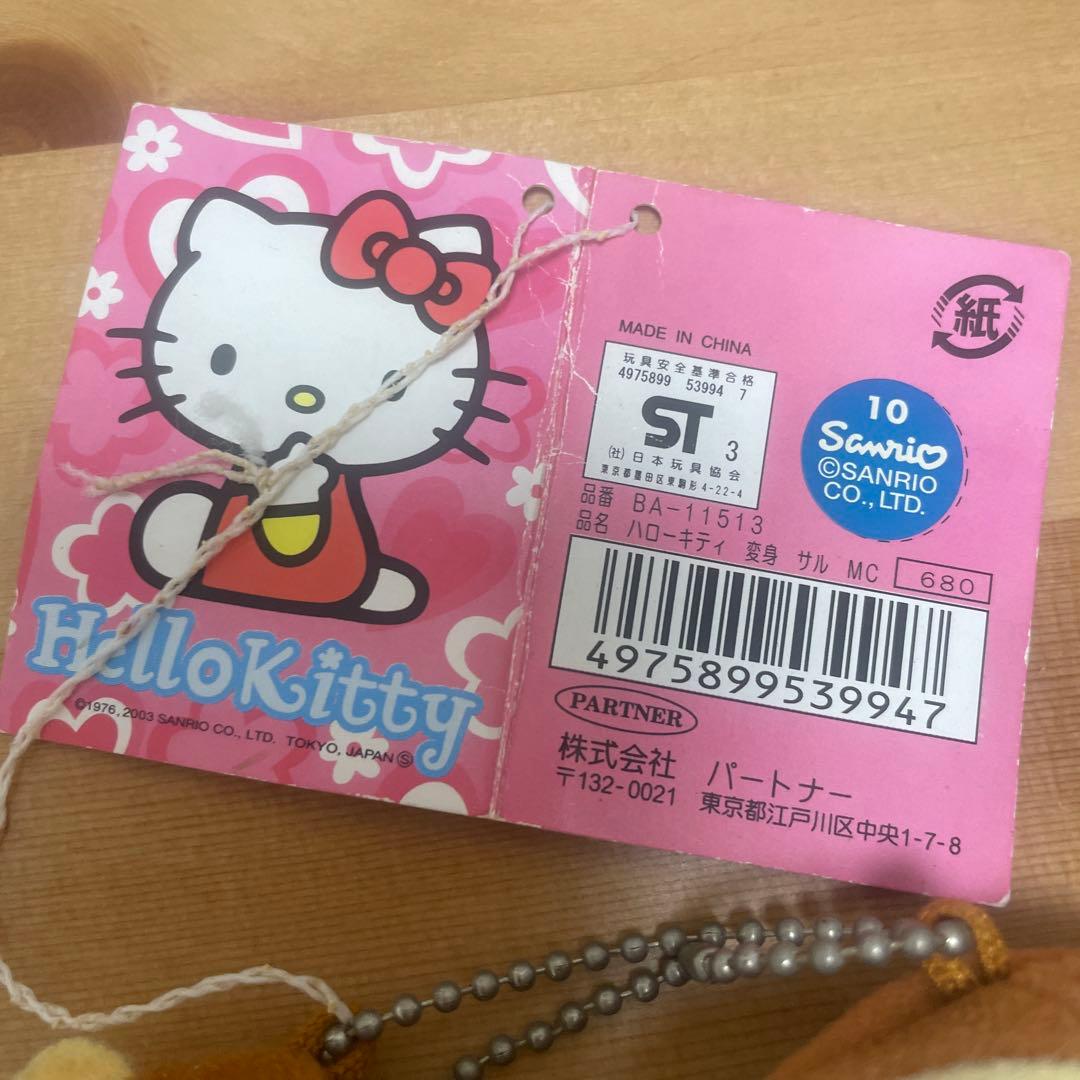 Hello Kitty
©1976, 2003 SANRIO CO., LTD. TOKYO, JAPAN Ⓢ
紙
MADE IN CHINA
玩具安全基準合格
4975899 53994 7
ST 3
(社)日本玩具協会
東京都墨田区東駒形4-22-4
10
Sanrio
©SANRIO
CO., LTD.
品番 BA-11513
品名 ハローキティ 変身 サル MC 680
4975899539947
PARTNER
株式会社 パートナー
〒132-0021 東京都江戸川区中央1-7-8